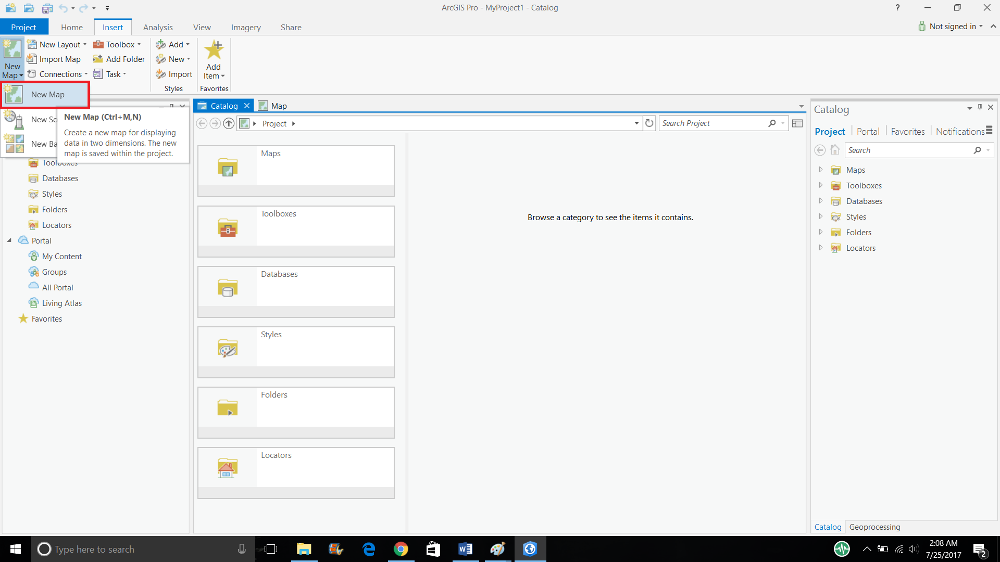 ArcGIS Pro - MyProject1 - Catalog
?
Project
Home
Insert
Analysis
View
Imagery
Share
Not signed in
New Map
New Layout
Import Map
Connections
Toolbox
Add Folder
Task
Add
New
Import
Styles
Add Item
Favorites
New Map
New So
New Ba
New Map (Ctrl+M,N)
Create a new map for displaying
data in two dimensions. The new
map is saved within the project.
Toolboxes
Databases
Styles
Folders
Locators
Portal
My Content
Groups
All Portal
Living Atlas
Favorites
Catalog
Map
Project
Search Project
Maps
Toolboxes
Databases
Styles
Folders
Locators
Browse a category to see the items it contains.
Catalog
Project
Portal
Favorites
Notifications
Search
Maps
Toolboxes
Databases
Styles
Folders
Locators
Catalog
Geoprocessing
Type here to search
2:08 AM
7/25/2017
2